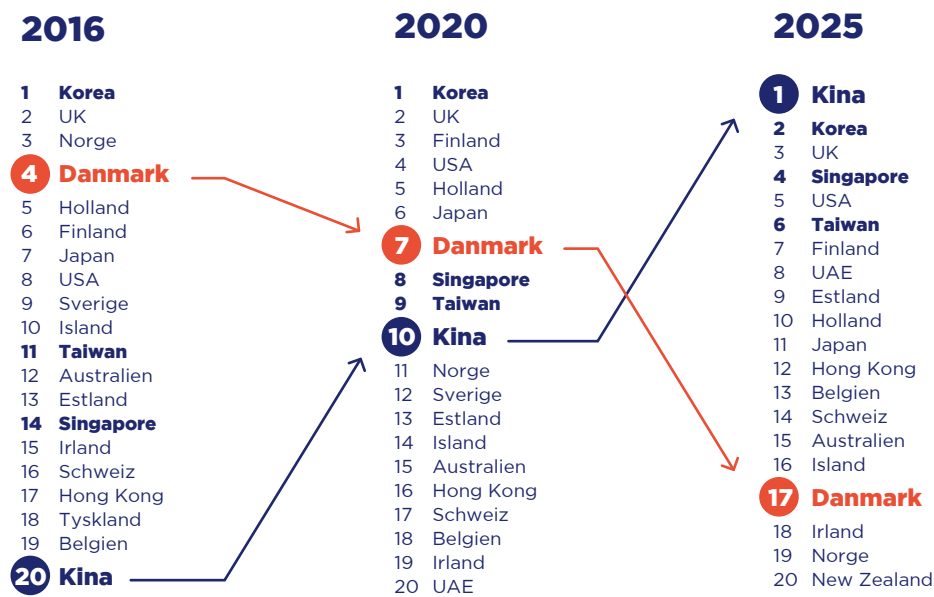 2016
1 Korea
2 UK
3 Norge
4 Danmark
5 Holland
6 Finland
7 Japan
8 USA
9 Sverige
10 Island
11 Taiwan
12 Australien
13 Estland
14 Singapore
15 Irland
16 Schweiz
17 Hong Kong
18 Tyskland
19 Belgien
20 Kina
2020
1 Korea
2 UK
3 Finland
4 USA
5 Holland
6 Japan
7 Danmark
8 Singapore
9 Taiwan
10 Kina
11 Norge
12 Sverige
13 Estland
14 Island
15 Australien
16 Hong Kong
17 Schweiz
18 Belgien
19 Irland
20 UAE
2025
1 Kina
2 Korea
3 UK
4 Singapore
5 USA
6 Taiwan
7 Finland
8 UAE
9 Estland
10 Holland
11 Japan
12 Hong Kong
13 Belgien
14 Schweiz
15 Australien
16 Island
17 Danmark
18 Irland
19 Norge
20 New Zealand